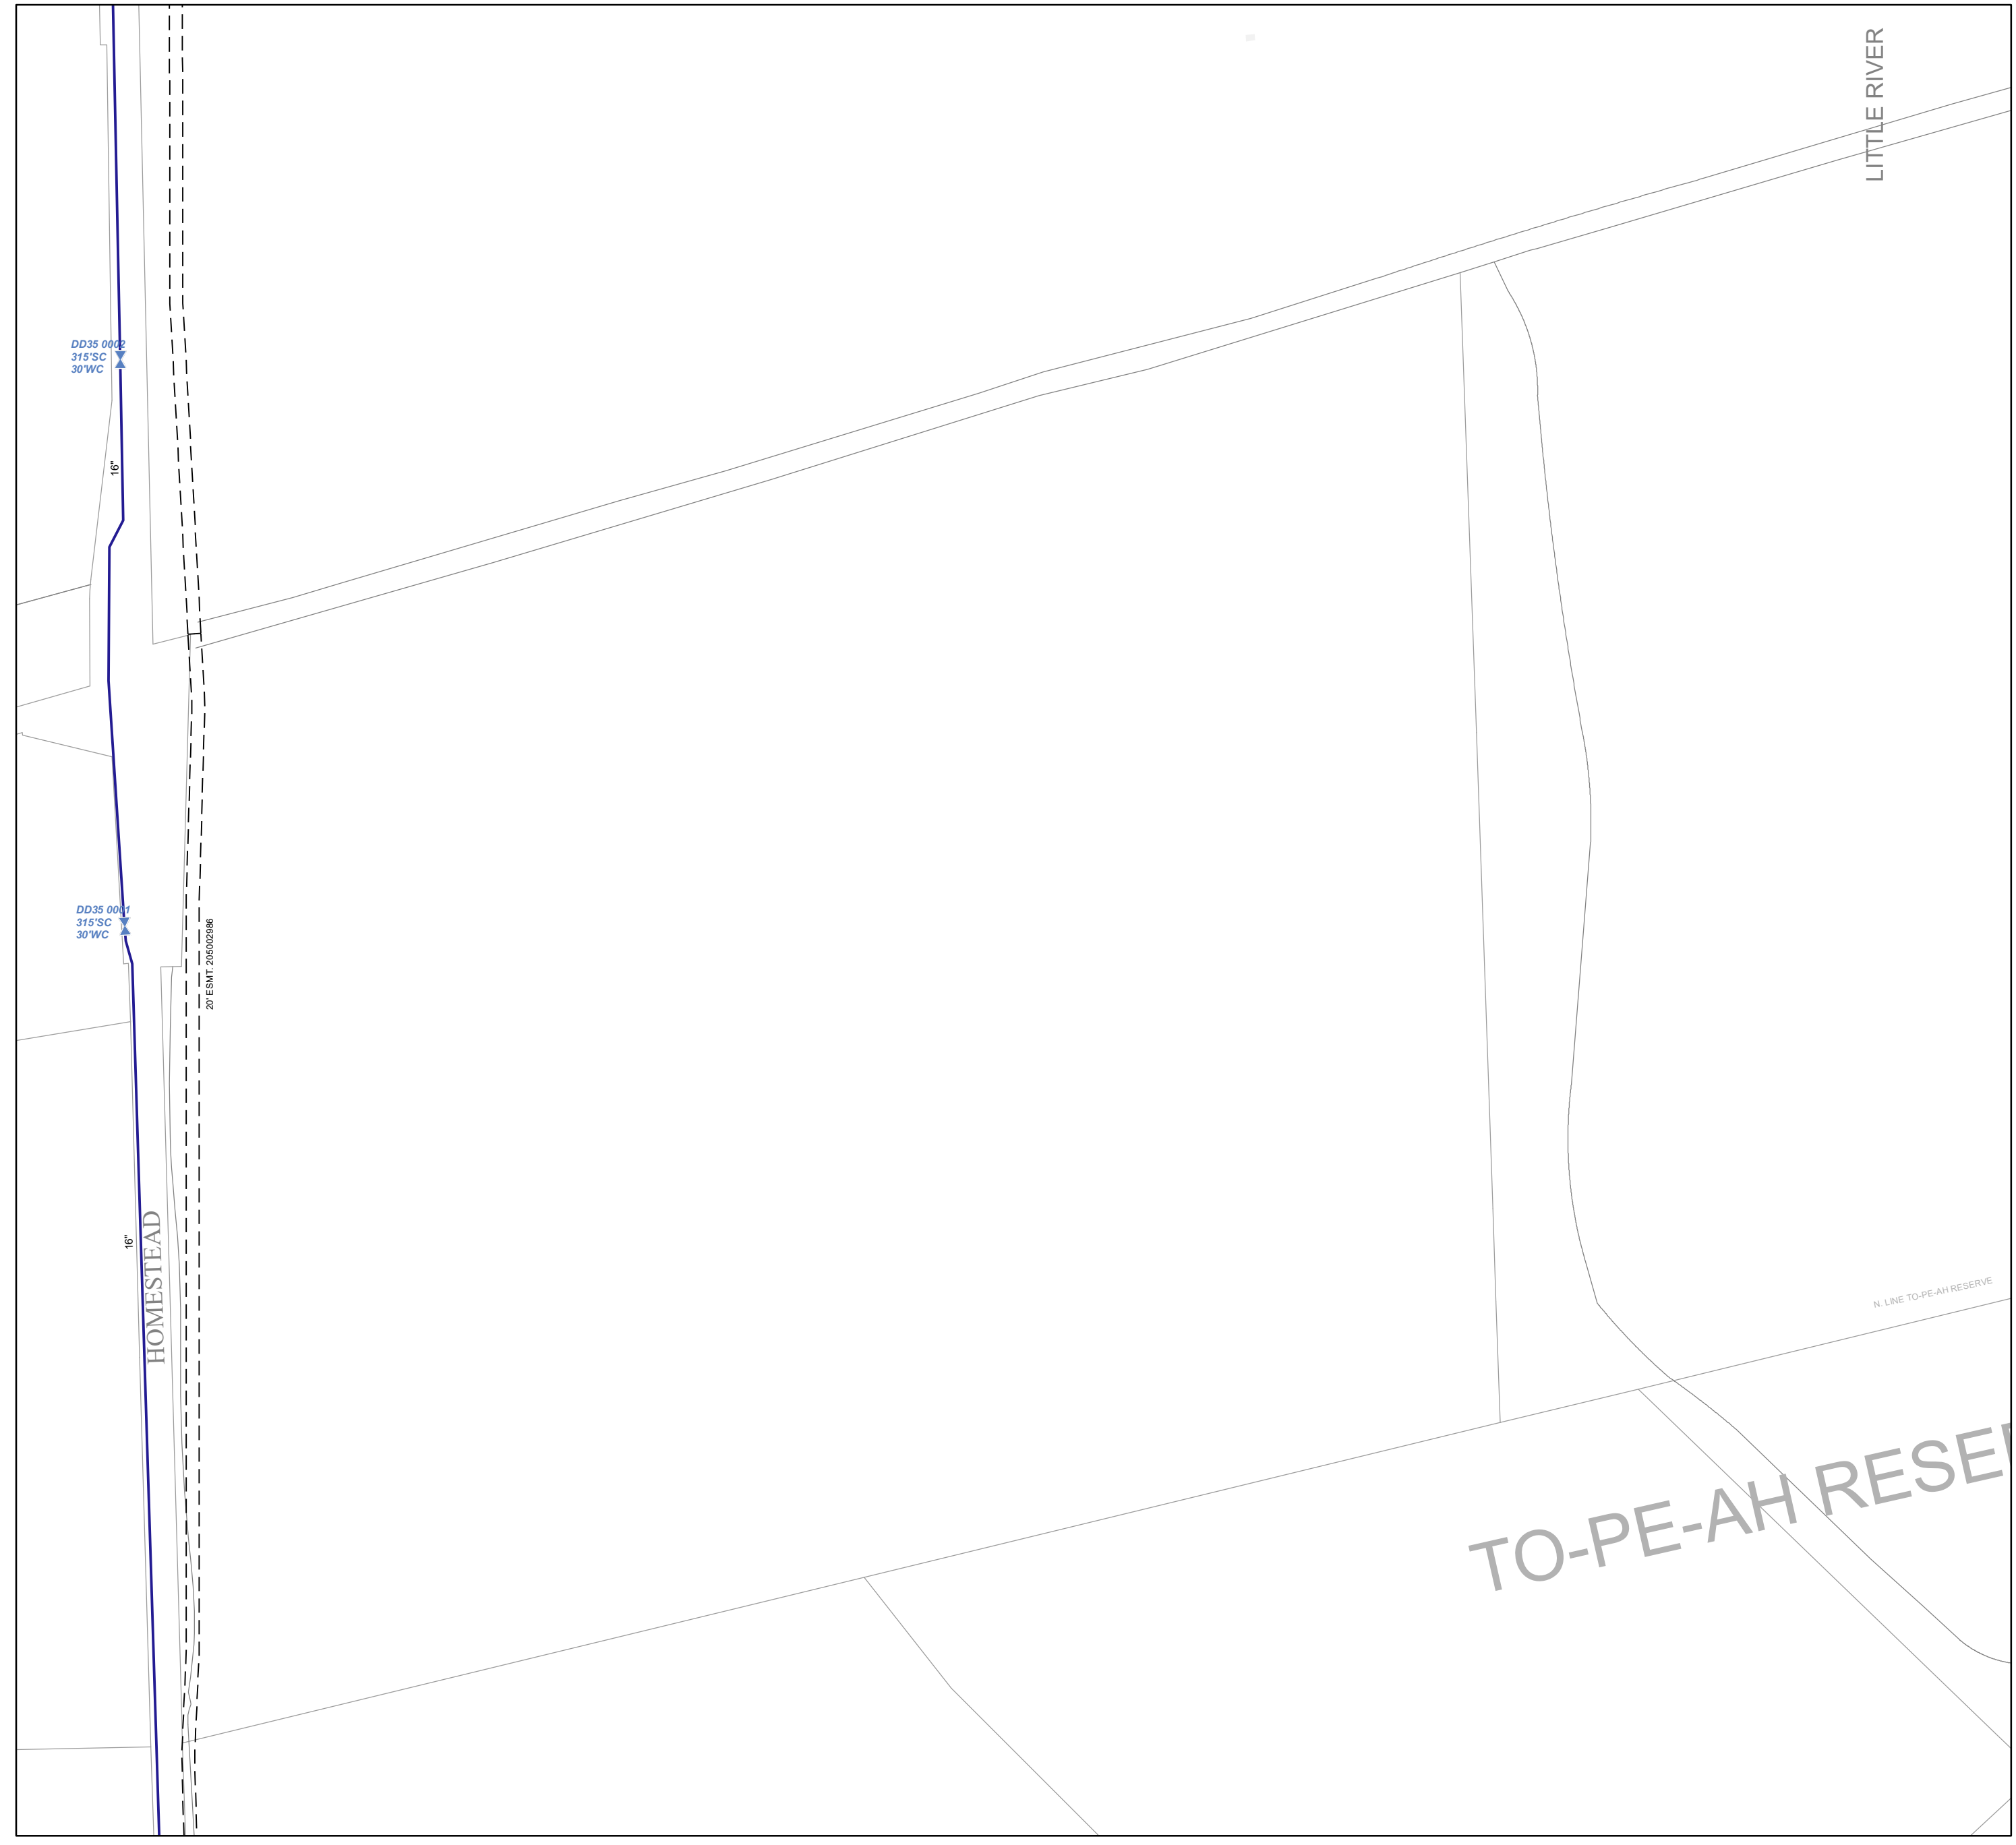 LITTLE RIVER
DD35 0002
315'SC
30'WC
16"
DD35 0001
315'SC
30'WC
20' ESMT. 205002986
16"
HOMESTEAD
N. LINE TO-PE-AH RESERVE
TO-PE-AH RESE